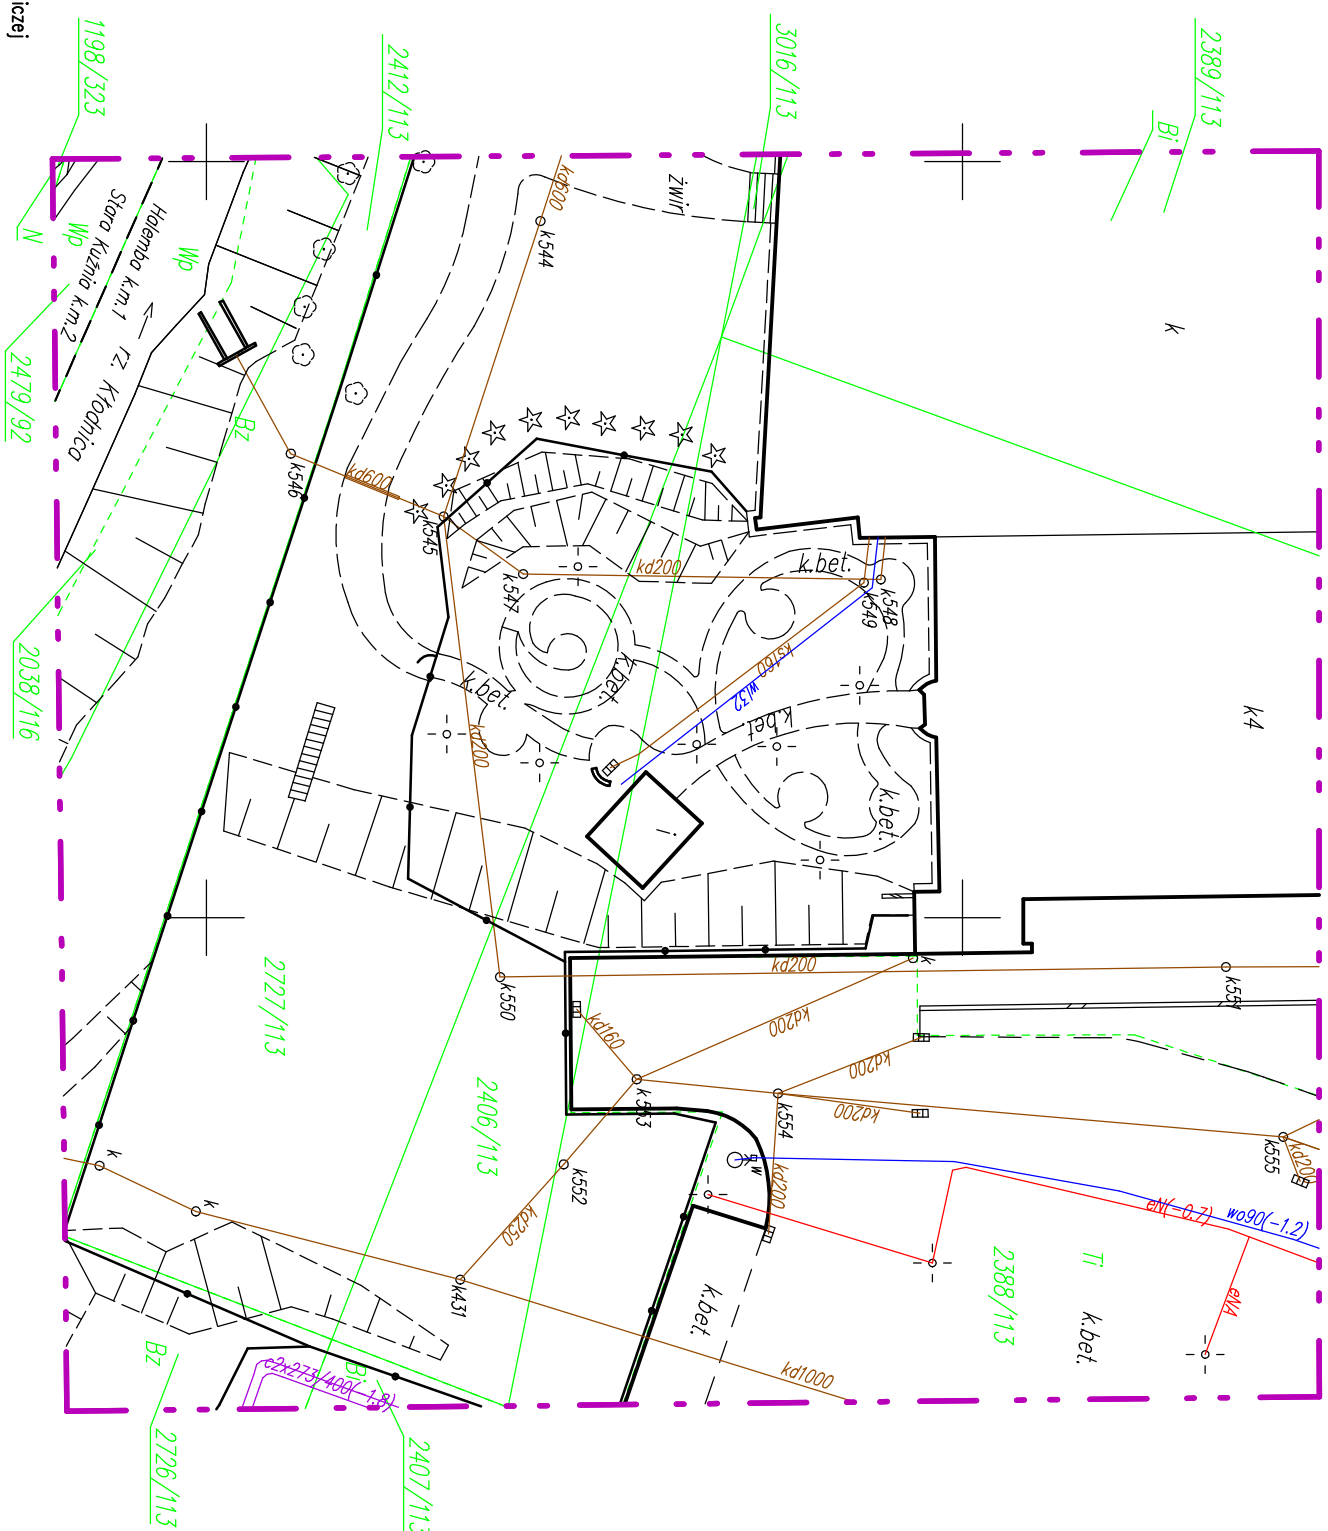 iczej
1198/323
2412/113
3016/113
2389/113
Bi
N
Wp
Wp
Stara Kuźnia k.m.2
Halemba k.m.1
rz. Kłodnica
2479/92
Bz
2038/116
kd600
k544
żwir
k
k546
kd600
k545
k547
kd200
k.bet.
k548
k549
ks160
wl32
k.bet.
k.bet.
k.bet.
k.bet.
kd200
k4
i
2727/113
k550
kd200
k
k551
kd160
kd200
kd200
kd200
k553
k554
k555
kd200
2406/113
k552
kd250
w
kd200
eN(-0.7)
wo90(-1.2)
eNA
k
k
k431
2388/113
Ti
k.bet.
k.bet.
kd1000
Bz
Bi
c2x273/400(-1.8)
2726/113
2407/113